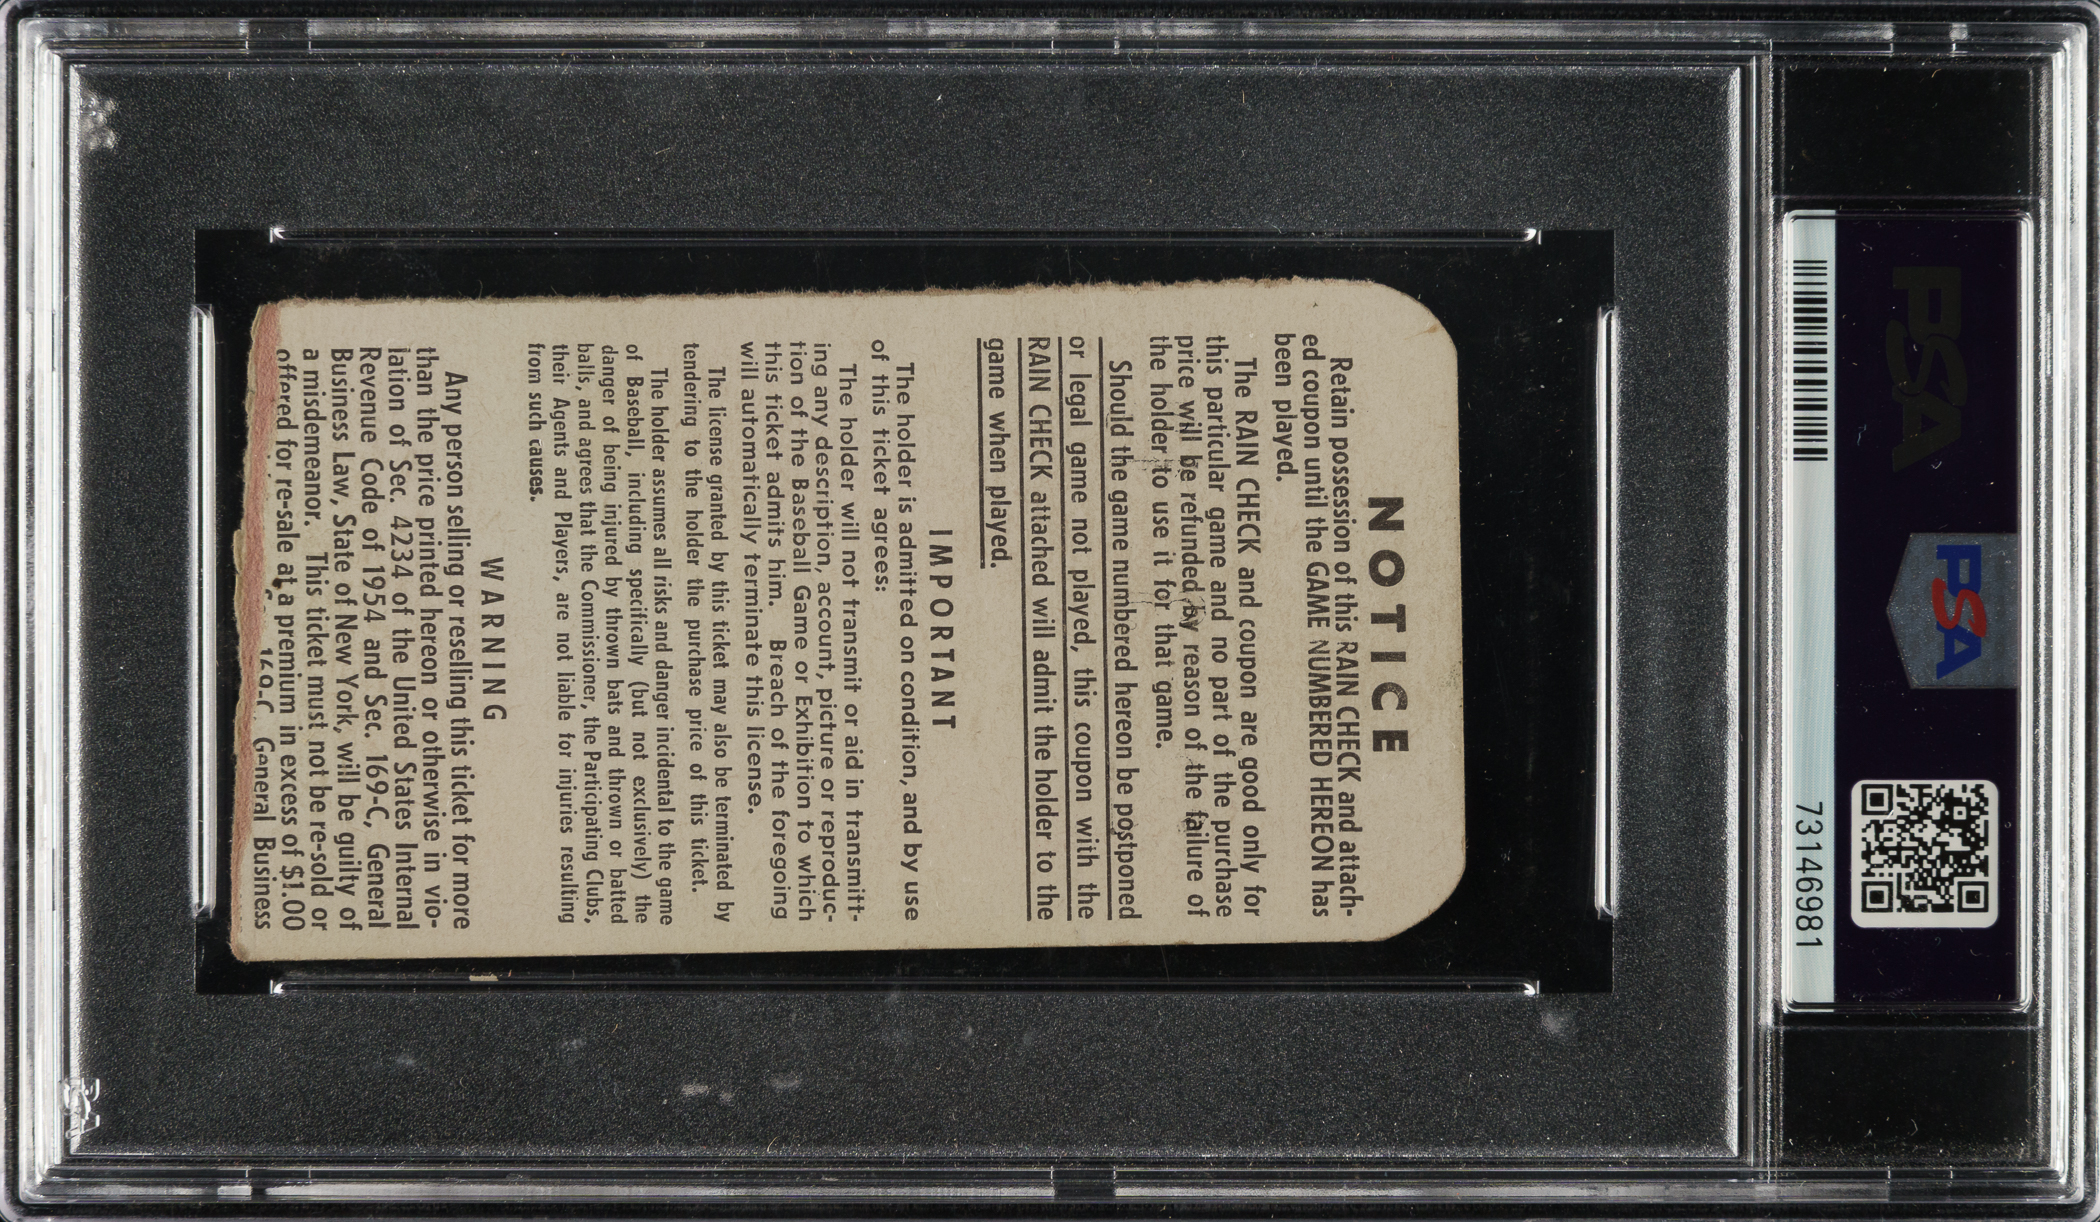 NOTICE
Retain possession of this RAIN CHECK and attach-
ed coupon until the GAME NUMBERED HEREON has
been played.
The RAIN CHECK and coupon are good only for
this particular game and no part of the purchase
price will be refunded by reason of the failure of
the holder to use it for that game.
Should the game numbered hereon be postponed
or legal game not played, this coupon with the
RAIN CHECK attached will admit the holder to the
game when played.
IMPORTANT
The holder is admitted on condition, and by use
of this ticket agrees:
The holder will not transmit or aid in transmitt-
ing any description, account, picture or reproduc-
tion of the Baseball Game or Exhibition to which
this ticket admits him. Breach of the foregoing
will automatically terminate this license.
The license granted by this ticket may also be terminated by
tendering to the holder the purchase price of this ticket.
The holder assumes all risks and danger incidental to the game
of Baseball, including specifically (but not exclusively) the
danger of being injured by thrown bats and thrown or batted
balls, and agrees that the Commissioner, the Participating Clubs,
their Agents and Players, are not liable for injuries resulting
from such causes.
WARNING
Any person selling or reselling this ticket for more
than the price printed hereon or otherwise in vio-
lation of Sec. 4234 of the United States Internal
Revenue Code of 1954 and Sec. 169-C, General
Business Law, State of New York, will be guilty of
a misdemeanor. This ticket must not be re-sold or
offered for re-sale at a premium in excess of $1.00
169-C, General Business
PSA
PSA
73146981